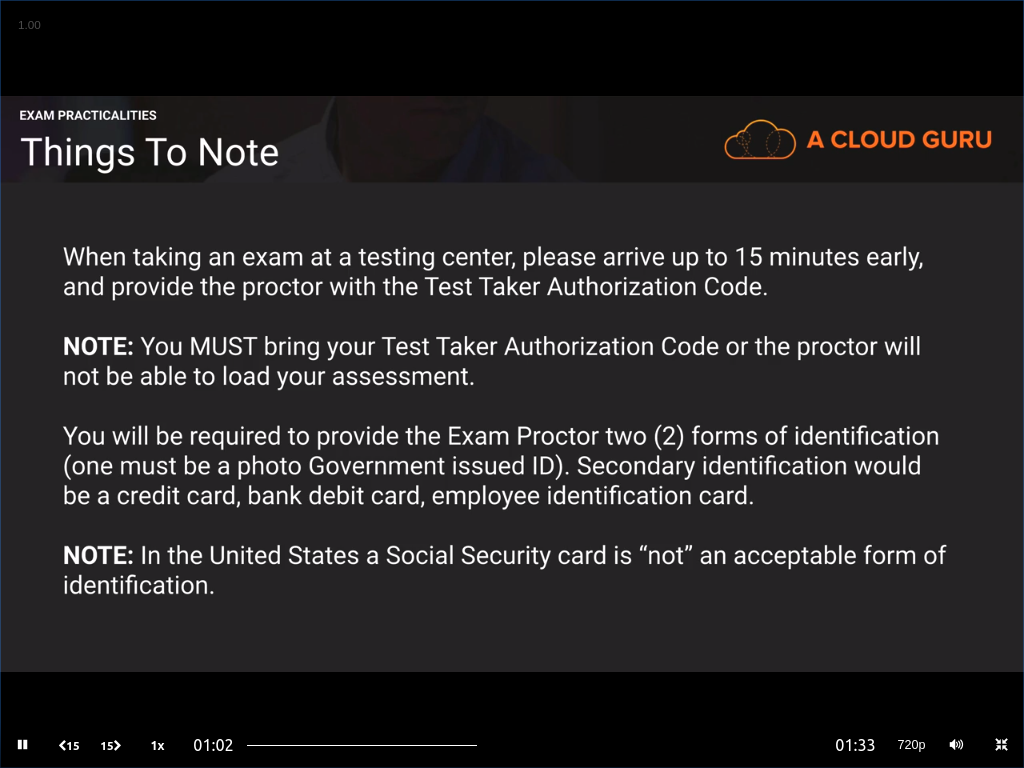 1.00
EXAM PRACTICALITIES
Things To Note
A CLOUD GURU
When taking an exam at a testing center, please arrive up to 15 minutes early,
and provide the proctor with the Test Taker Authorization Code.
NOTE: You MUST bring your Test Taker Authorization Code or the proctor will
not be able to load your assessment.
You will be required to provide the Exam Proctor two (2) forms of identification
(one must be a photo Government issued ID). Secondary identification would
be a credit card, bank debit card, employee identification card.
NOTE: In the United States a Social Security card is “not” an acceptable form of
identification.
15 15 1x 01:02 01:33 720p